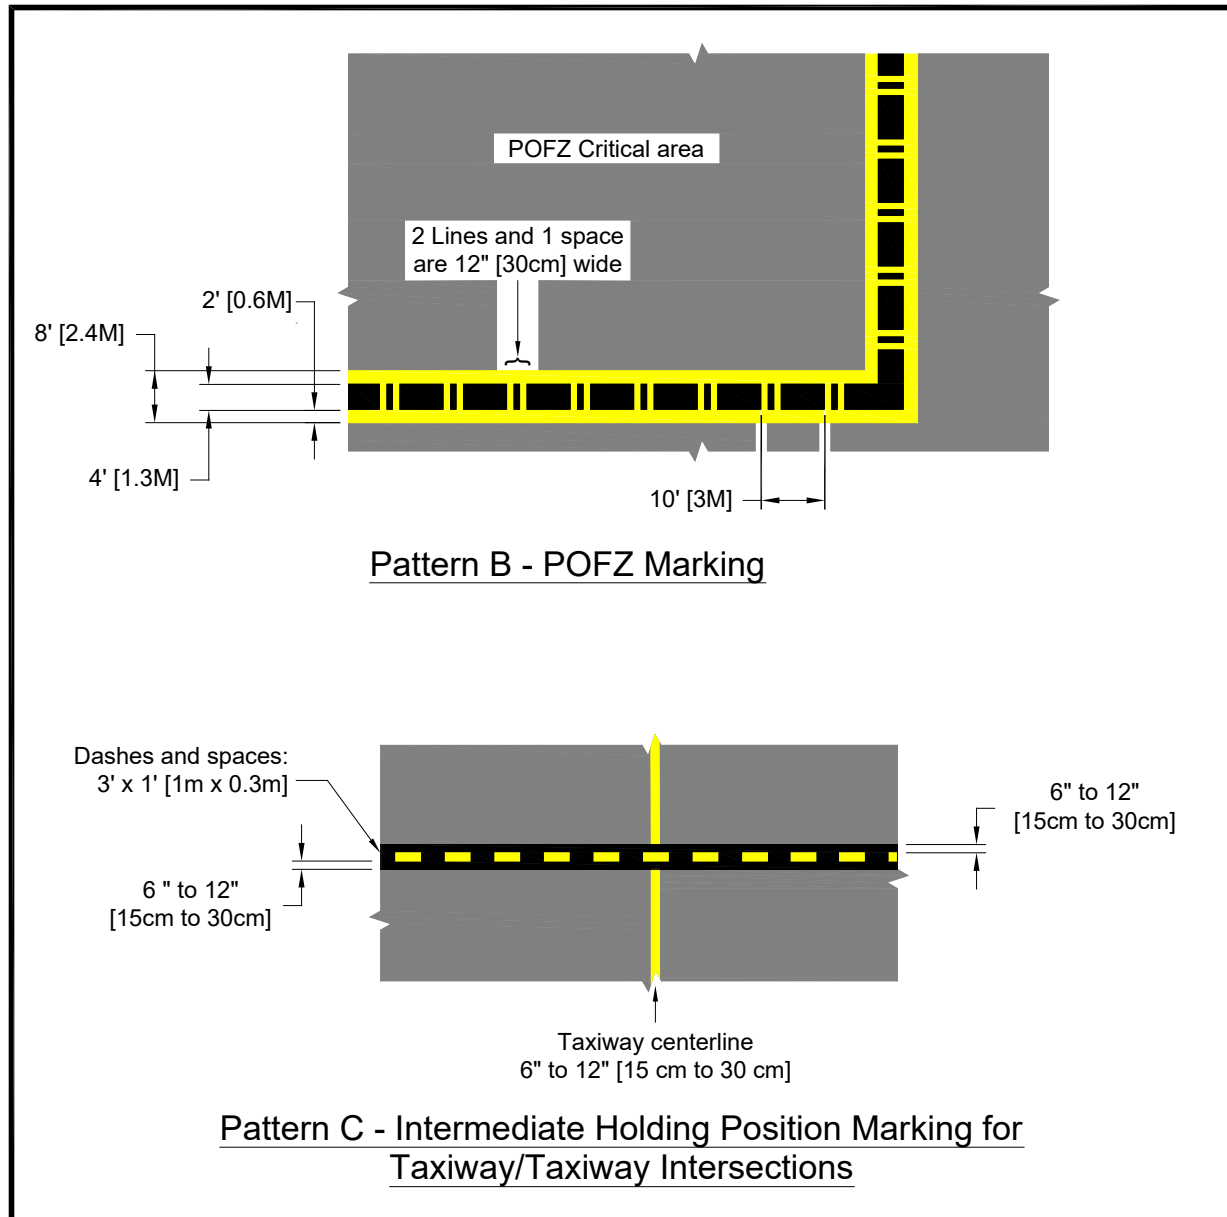 POFZ Critical area
2 Lines and 1 space
are 12" [30cm] wide
2' [0.6M]
8' [2.4M]
4' [1.3M]
10' [3M]
Pattern B - POFZ Marking
Dashes and spaces:
3' x 1' [1m x 0.3m]
6" to 12"
[15cm to 30cm]
6 " to 12"
[15cm to 30cm]
Taxiway centerline
6" to 12" [15 cm to 30 cm]
Pattern C - Intermediate Holding Position Marking for
Taxiway/Taxiway Intersections